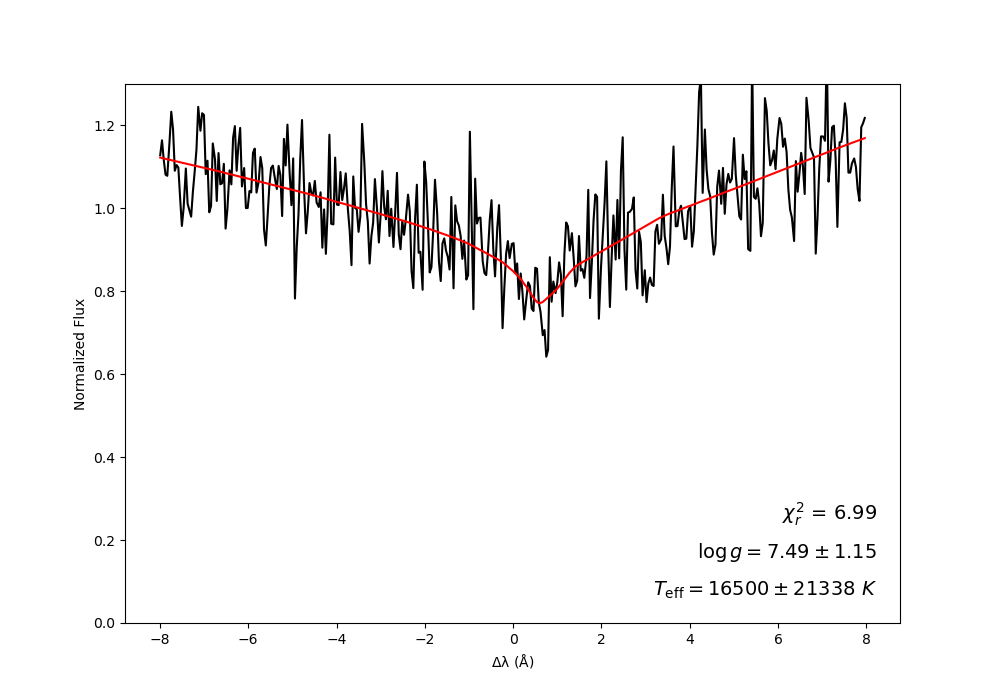 1.2
1.0
0.8
0.6
0.4
0.2
0.0
Normalized Flux
χ²ᵣ = 6.99
log g = 7.49 ± 1.15
T_eff = 16500 ± 21338 K
−8 −6 −4 −2 0 2 4 6 8
Δλ (Å)